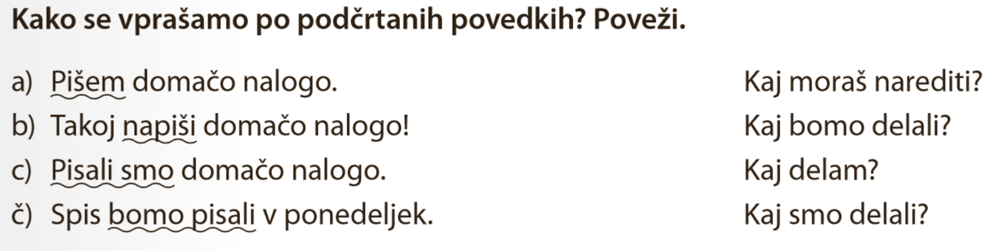 Kako se vprašamo po podčrtanih povedkih? Poveži.
a) Pišem domačo nalogo. Kaj moraš narediti?
b) Takoj napiši domačo nalogo! Kaj bomo delali?
c) Pisali smo domačo nalogo. Kaj delam?
č) Spis bomo pisali v ponedeljek. Kaj smo delali?